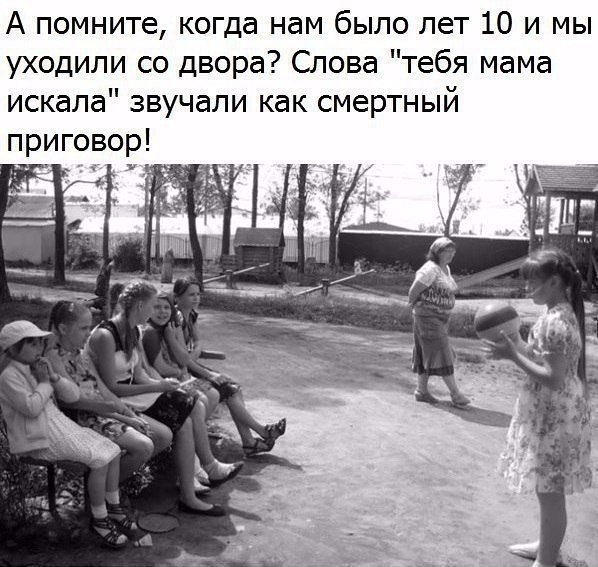 А помните, когда нам было лет 10 и мы
уходили со двора? Слова "тебя мама
искала" звучали как смертный
приговор!